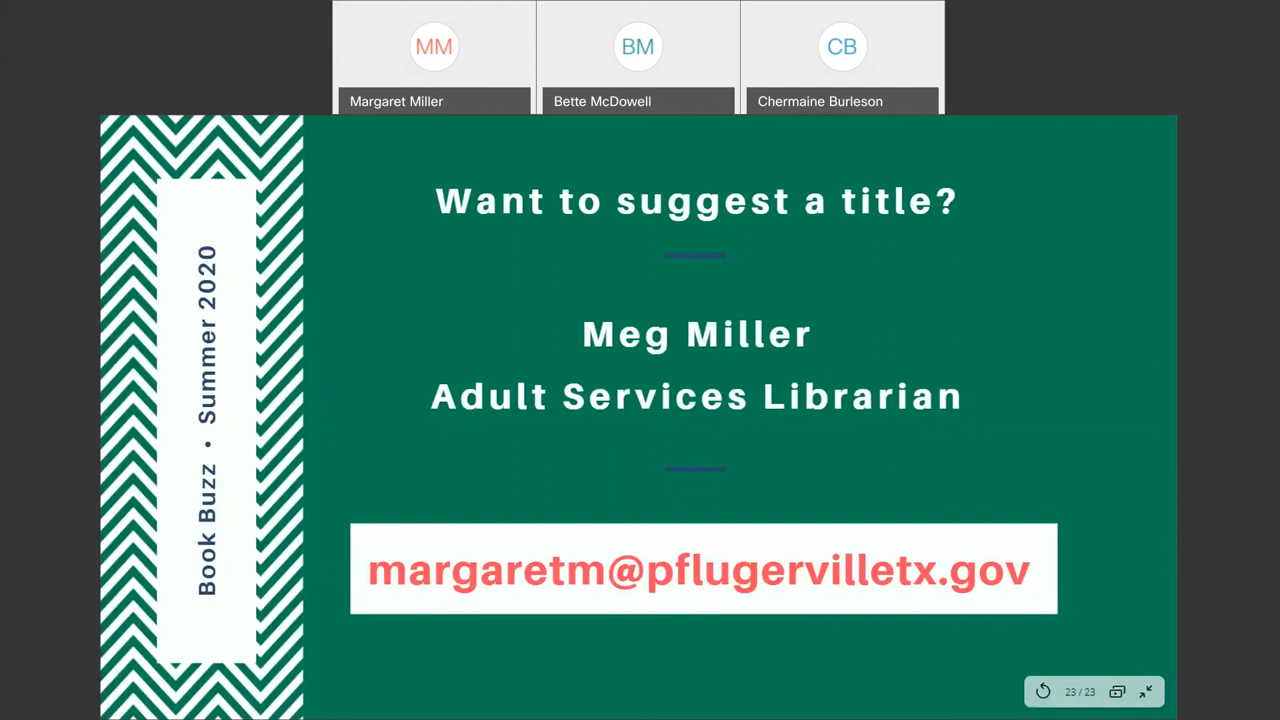 MM
BM
CB
Margaret Miller
Bette McDowell
Chermaine Burleson
Book Buzz • Summer 2020
Want to suggest a title?
Meg Miller
Adult Services Librarian
margaretm@pflugervilletx.gov
23 / 23